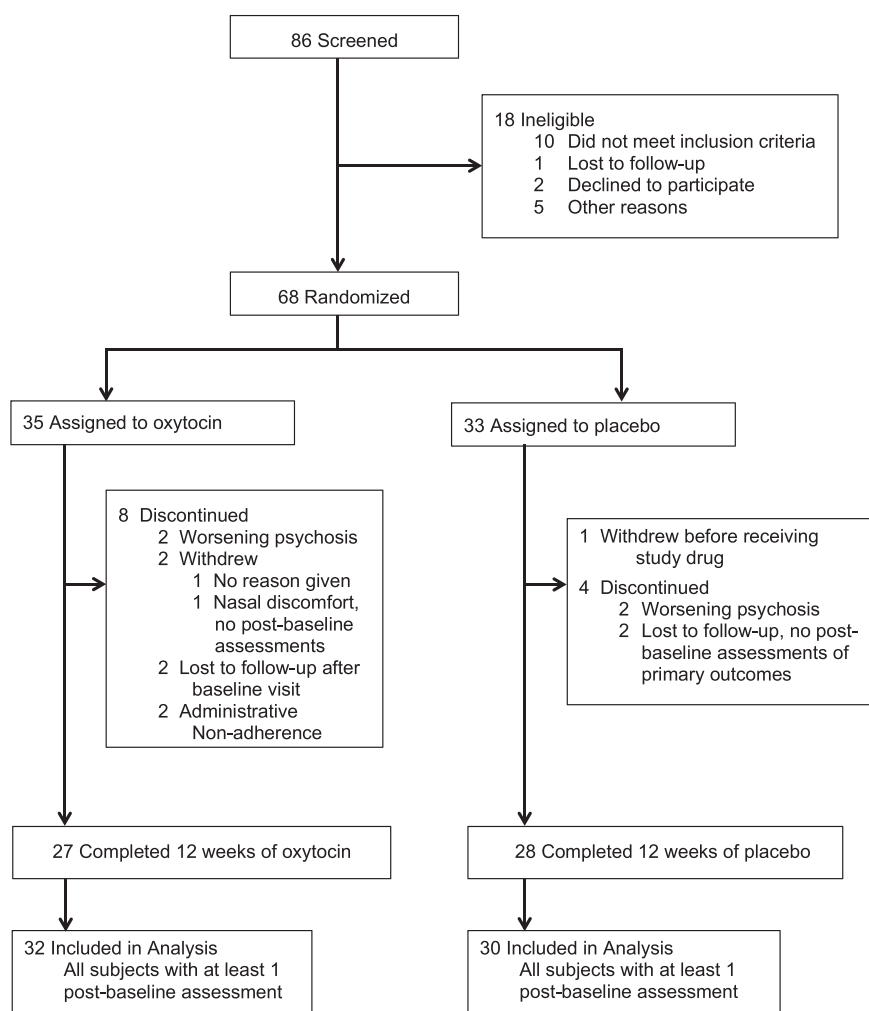 86 Screened
18 Ineligible
10 Did not meet inclusion criteria
1 Lost to follow-up
2 Declined to participate
5 Other reasons
68 Randomized
35 Assigned to oxytocin
33 Assigned to placebo
8 Discontinued
2 Worsening psychosis
2 Withdrew
1 No reason given
1 Nasal discomfort,
no post-baseline
assessments
2 Lost to follow-up after
baseline visit
2 Administrative
Non-adherence
1 Withdrew before receiving
study drug
4 Discontinued
2 Worsening psychosis
2 Lost to follow-up, no post-
baseline assessments of
primary outcomes
27 Completed 12 weeks of oxytocin
28 Completed 12 weeks of placebo
32 Included in Analysis
All subjects with at least 1
post-baseline assessment
30 Included in Analysis
All subjects with at least 1
post-baseline assessment